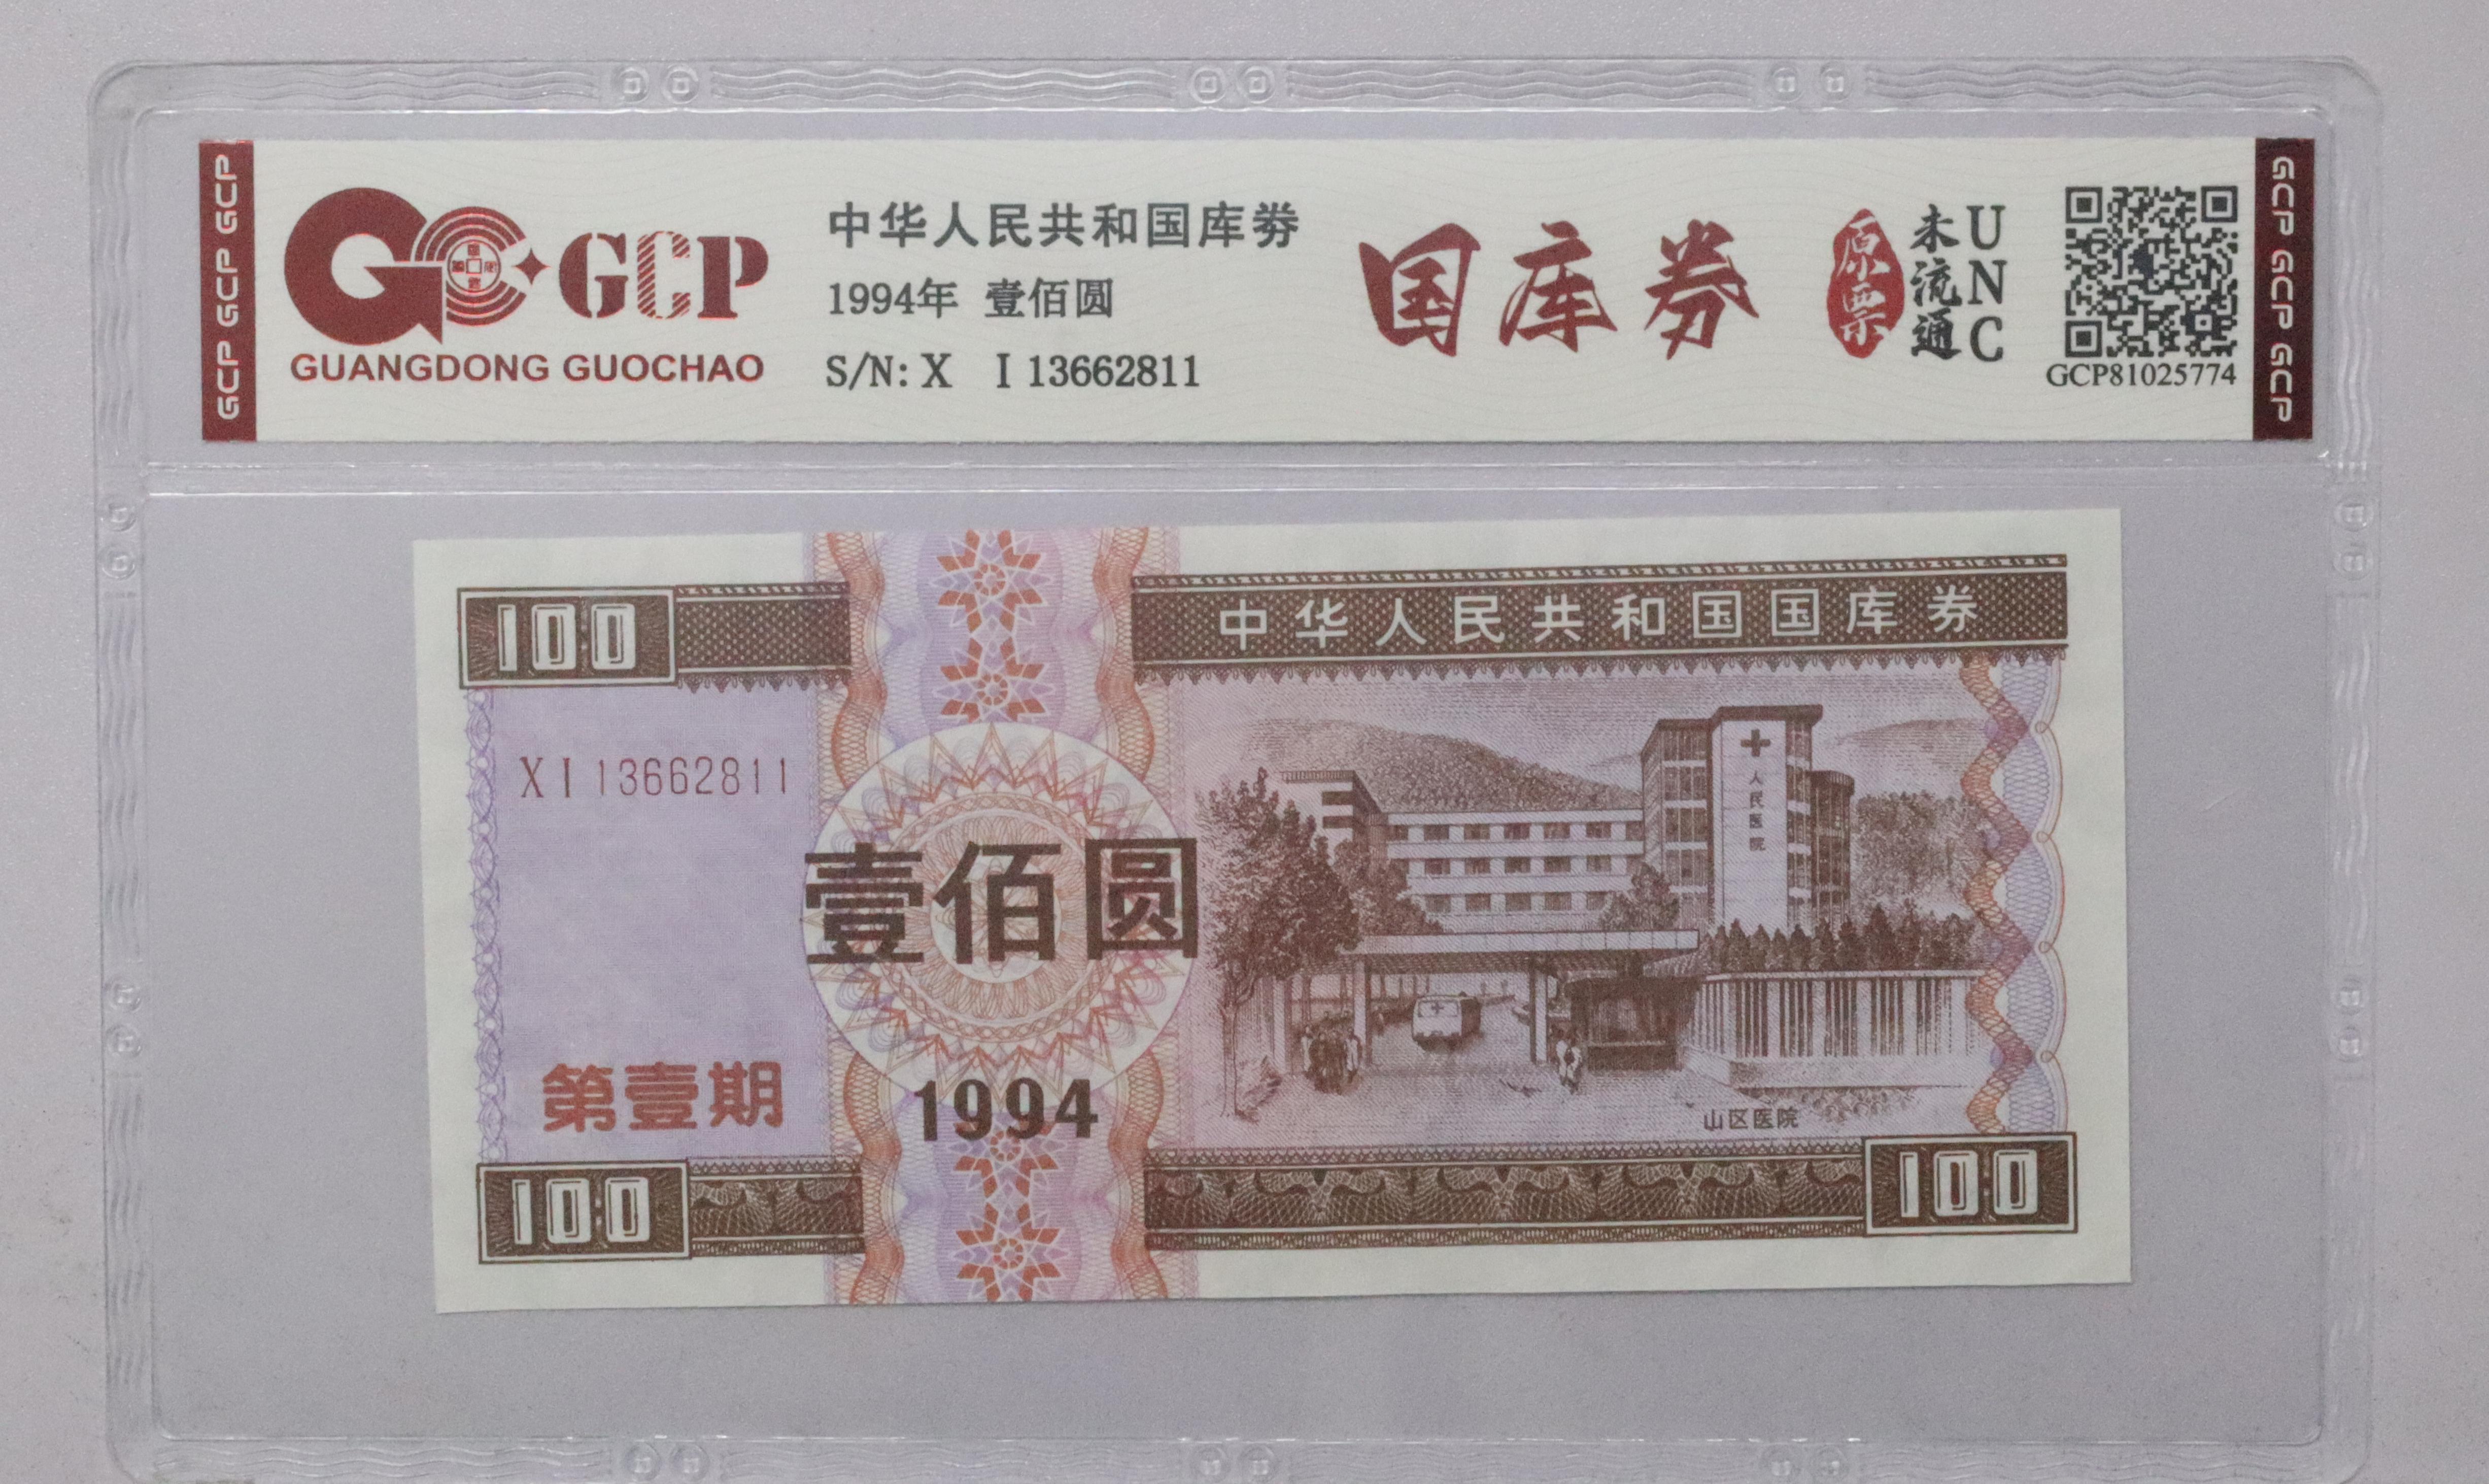 GCP GCP GCP
GCP
GUANGDONG GUOCHAO
中华人民共和国库券
1994年 壹佰圆
S/N: X I 13662811
国库券
原票
未流通
UNC
GCP81025774
GCP GCP GCP
100
中华人民共和国国库券
X I 13662811
人民医院
壹佰圆
第壹期
1994
山区医院
100
100